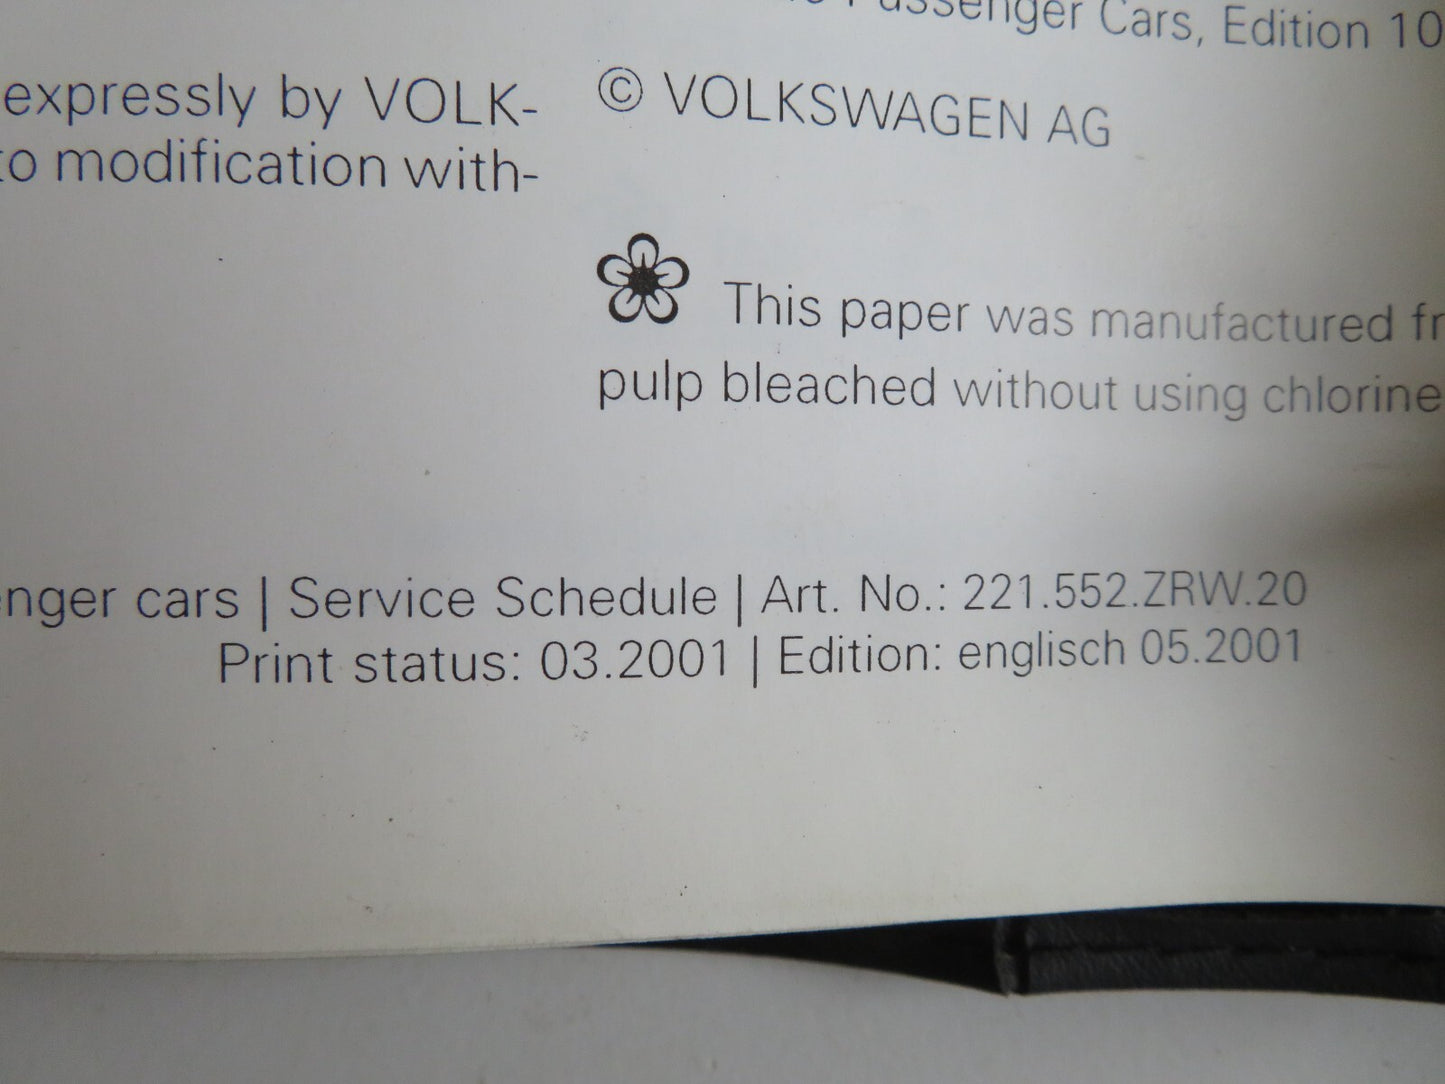 Passenger Cars, Edition 10
expressly by VOLK-
to modification with-
© VOLKSWAGEN AG
This paper was manufactured fr
pulp bleached without using chlorine
nger cars | Service Schedule | Art. No.: 221.552.ZRW.20
Print status: 03.2001 | Edition: englisch 05.2001